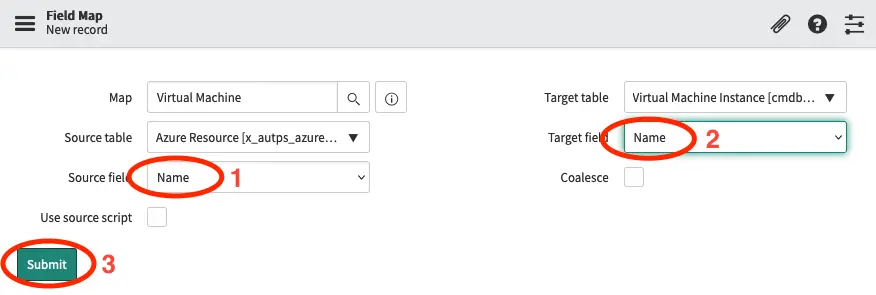 Field Map
New record
Map Virtual Machine
Target table Virtual Machine Instance [cmdb...
Source table Azure Resource [x_autps_azure...
Target field Name 2
Source field Name 1
Coalesce
Use source script
Submit 3